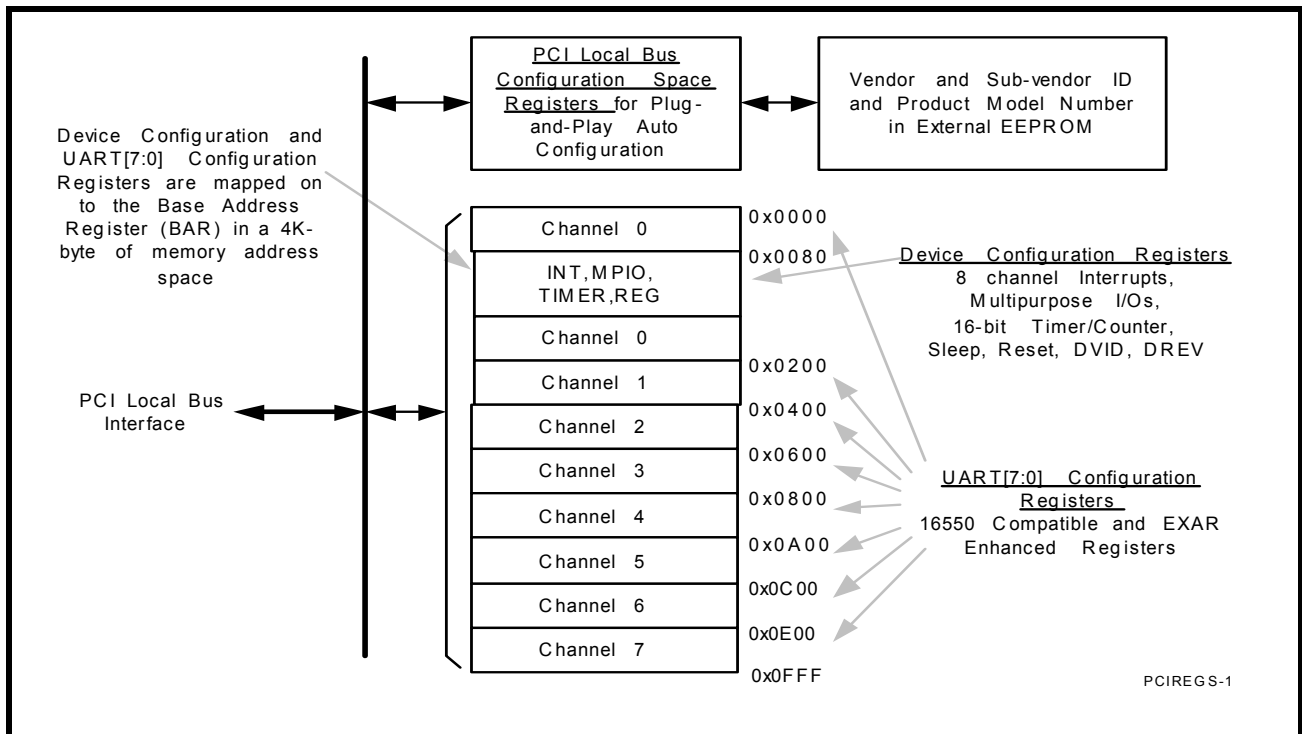 PCI Local Bus
Configuration Space
Registers for Plug-
and-Play Auto
Configuration
Vendor and Sub-vendor ID
and Product Model Number
in External EEPROM
Device Configuration and
UART[7:0] Configuration
Registers are mapped on
to the Base Address
Register (BAR) in a 4K-
byte of memory address
space
Channel 0
0x0000
INT, MPIO,
TIMER, REG
0x0080
Device Configuration Registers
8 channel Interrupts,
Multipurpose I/Os,
16-bit Timer/Counter,
Sleep, Reset, DVID, DREV
Channel 0
Channel 1
0x0200
PCI Local Bus
Interface
Channel 2
0x0400
Channel 3
0x0600
Channel 4
0x0800
Channel 5
0x0A00
Channel 6
0x0C00
Channel 7
0x0E00
0x0FFF
UART[7:0] Configuration
Registers
16550 Compatible and EXAR
Enhanced Registers
PCIREGS-1